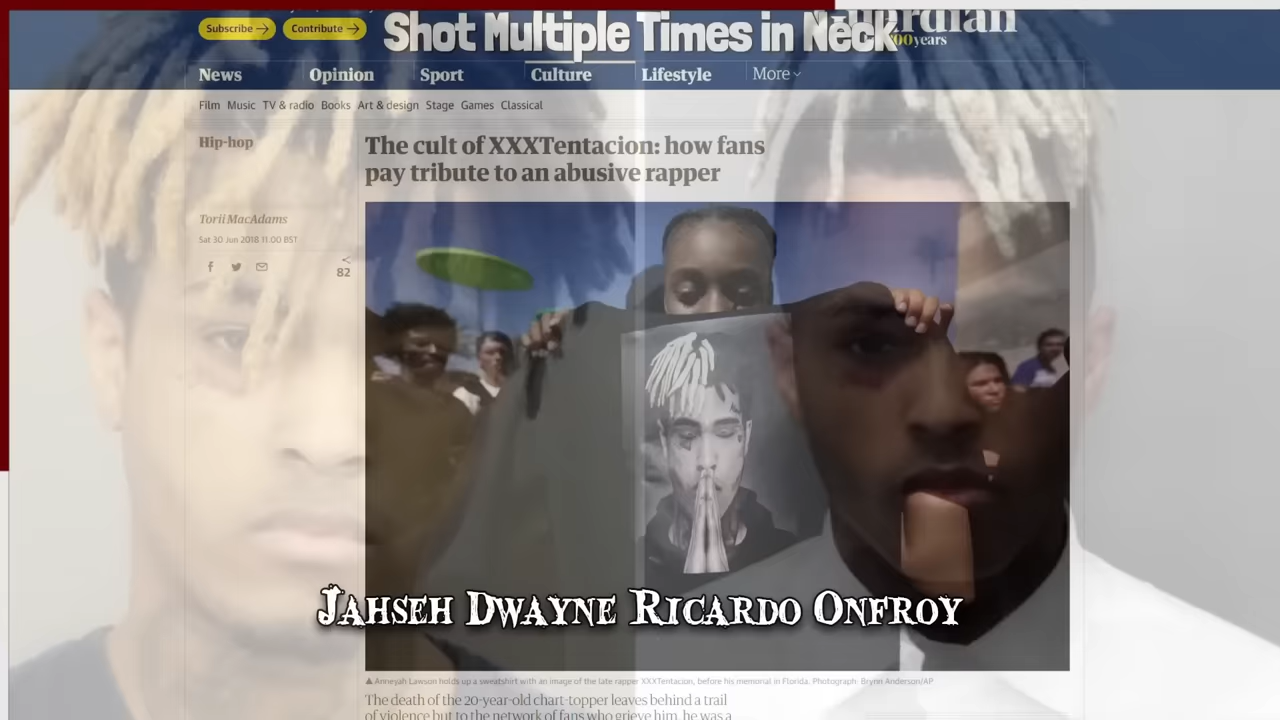 Shot Multiple Times in Neck
Subscribe → Contribute →
rdian
00 years
News Opinion Sport Culture Lifestyle More
Film Music TV & radio Books Art & design Stage Games Classical
Hip-hop
The cult of XXXTentacion: how fans
pay tribute to an abusive rapper
Torii MacAdams
Sat 30 Jun 2018 11.00 BST
82
Jahseh Dwayne Ricardo Onfroy
Anneyah Lawson holds up a sweatshirt with an image of the late rapper XXXTentacion, before his memorial in Florida. Photograph: Brynn Anderson/AP
The death of the 20-year-old chart-topper leaves behind a trail
of violence but to the network of fans who grieve him, he was a